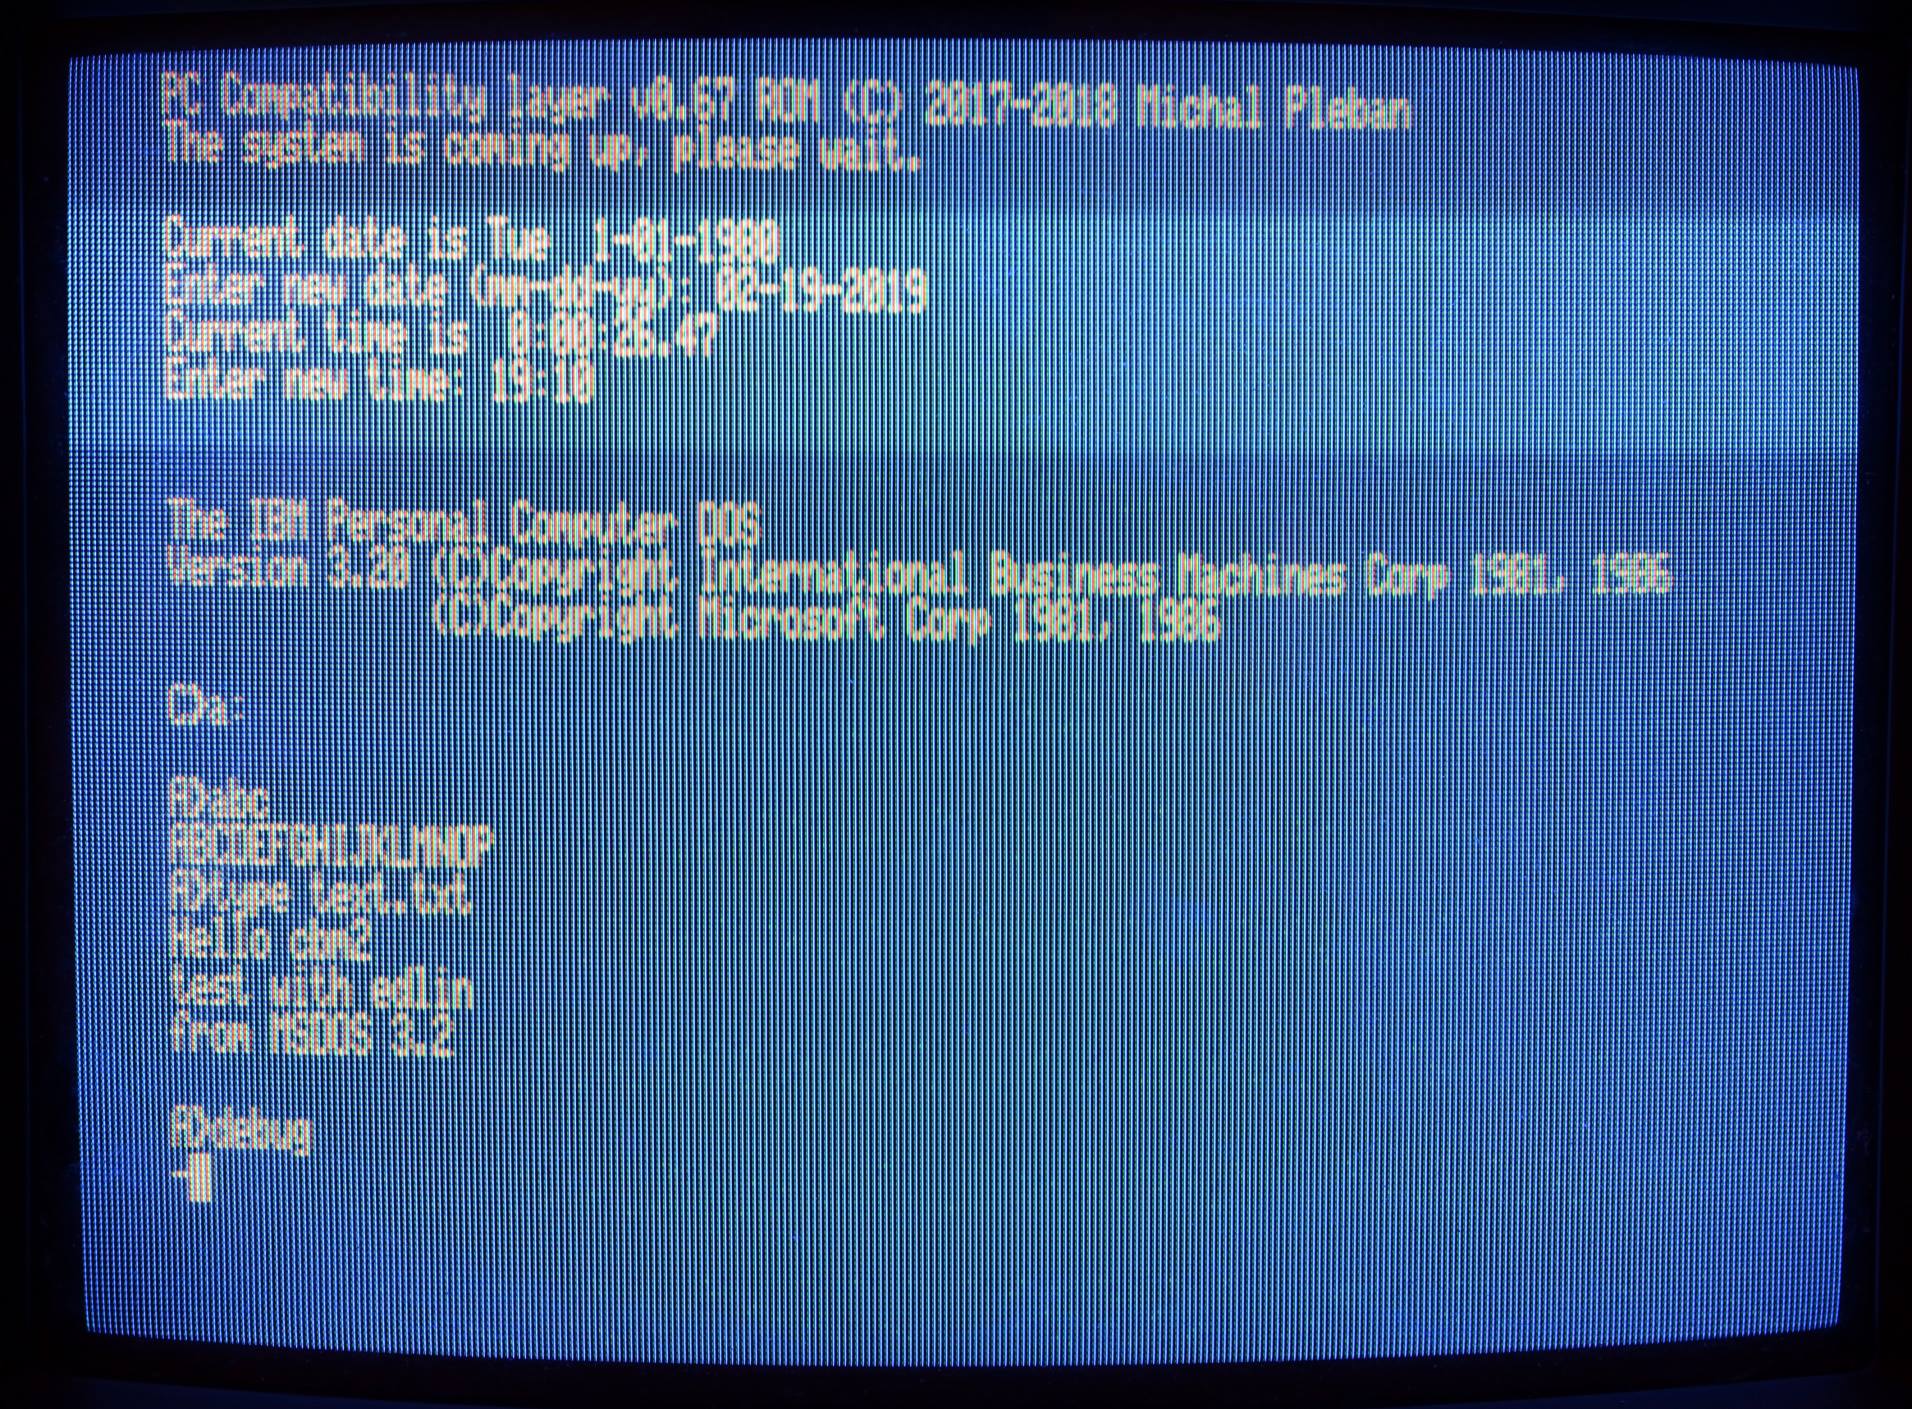 PC Compatibility layer v0.67 ROM (C) 2017-2018 Michal Pleban
The system is coming up, please wait.
Current date is Tue  1-01-1980
Enter new date (mm-dd-yy): 02-19-2019
Current time is  0:00:26.47
Enter new time: 19:10
The IBM Personal Computer DOS
Version 3.20 (C)Copyright International Business Machines Corp 1981, 1986
(C)Copyright Microsoft Corp 1981, 1986
C>a:
A>abc
ABCDEFGHIJKLMNOP
A>type text.txt
Hello cbm2
test with edlin
from MSDOS 3.2
A>debug
-